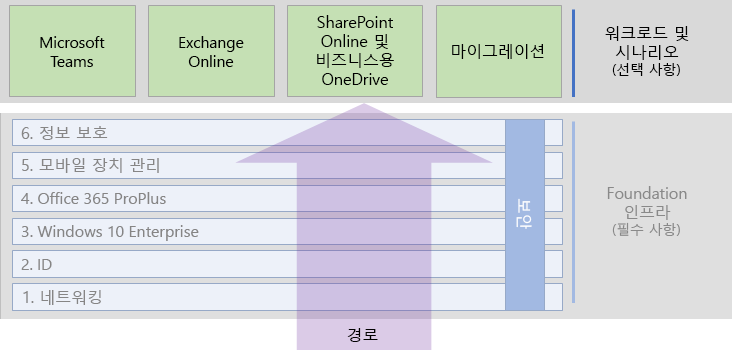 Microsoft
Teams
Exchange
Online
SharePoint
Online 및
비즈니스용
OneDrive
마이그레이션
워크로드 및
시나리오
(선택 사항)
6. 정보 보호
5. 모바일 장치 관리
4. Office 365 ProPlus
3. Windows 10 Enterprise
2. ID
1. 네트워킹
보안
Foundation
인프라
(필수 사항)
경로